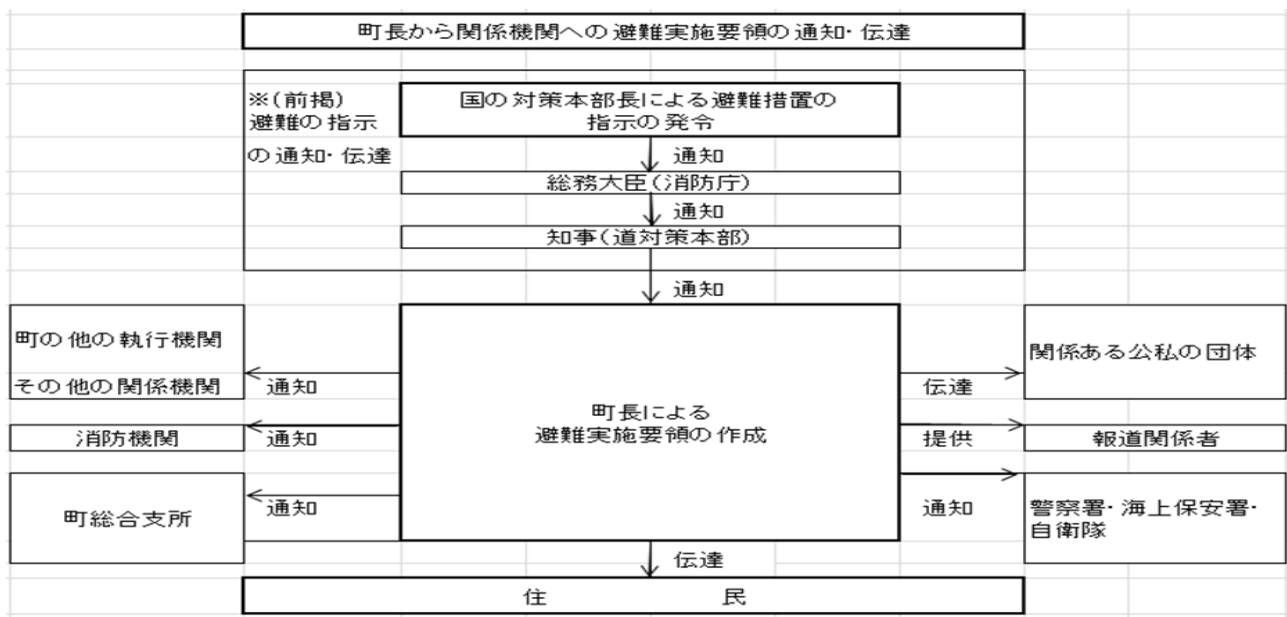 町長から関係機関への避難実施要領の通知・伝達
※(前掲)
避難の指示
の通知・伝達
国の対策本部長による避難措置の
指示の発令
通知
総務大臣(消防庁)
通知
知事(道対策本部)
通知
町の他の執行機関
その他の関係機関
通知
消防機関
通知
町総合支所
通知
町長による
避難実施要領の作成
伝達
関係ある公私の団体
提供
報道関係者
通知
警察署・海上保安署・
自衛隊
伝達
住 民